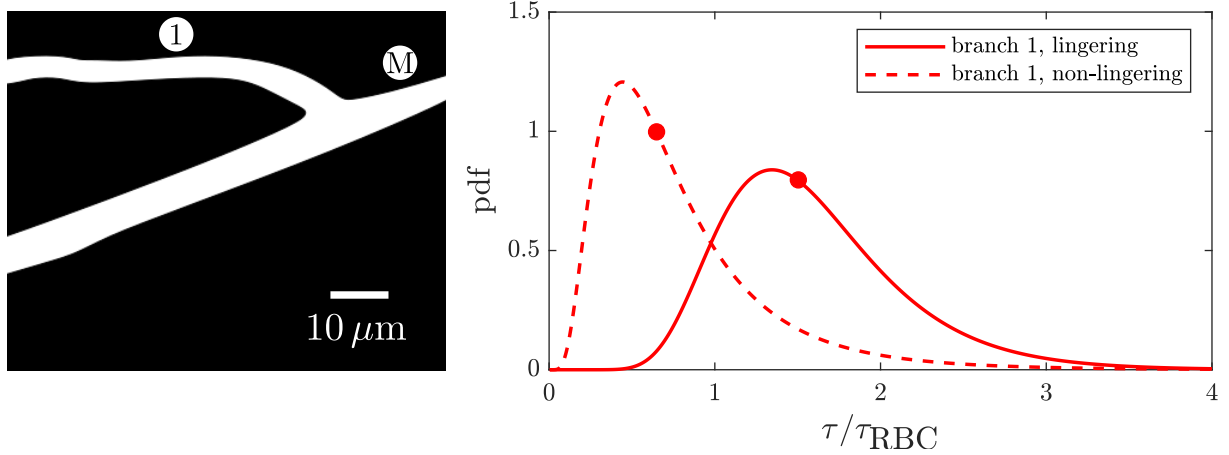 1
M
10 μm
1.5
1
0.5
0
pdf
branch 1, lingering
branch 1, non-lingering
0 1 2 3 4
τ/τRBC